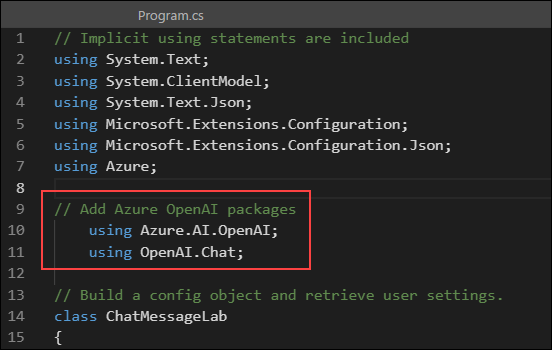 Program.cs
1 // Implicit using statements are included
2 using System.Text;
3 using System.ClientModel;
4 using System.Text.Json;
5 using Microsoft.Extensions.Configuration;
6 using Microsoft.Extensions.Configuration.Json;
7 using Azure;
8
9 // Add Azure OpenAI packages
10     using Azure.AI.OpenAI;
11     using OpenAI.Chat;
12
13 // Build a config object and retrieve user settings.
14 class ChatMessageLab
15 {